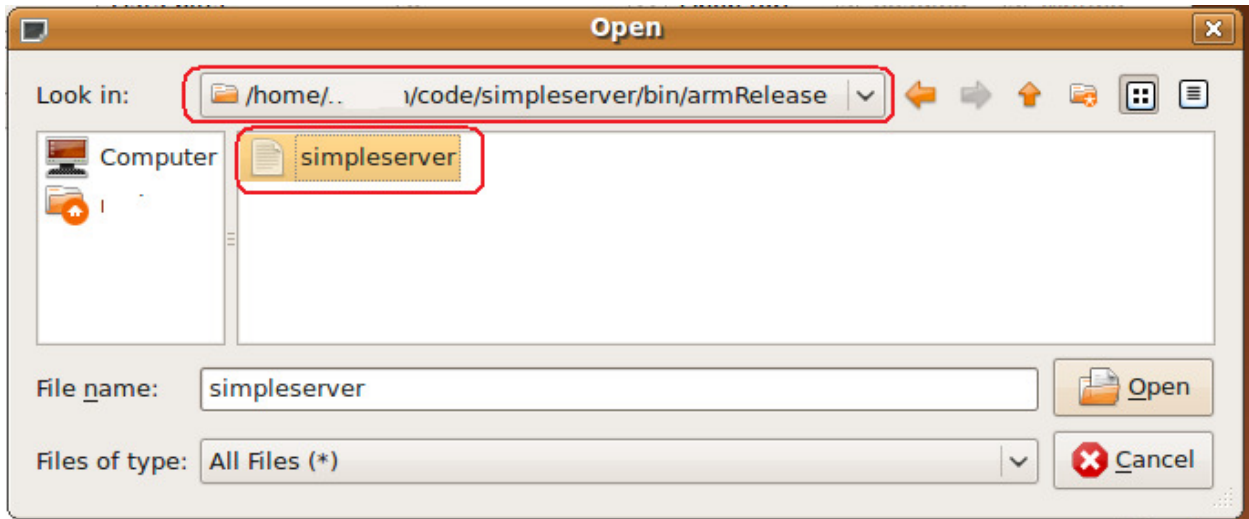 Open
Look in:
/home/.. /code/simpleserver/bin/armRelease
Computer
simpleserver
File name:
simpleserver
Open
Files of type:
All Files (*)
Cancel